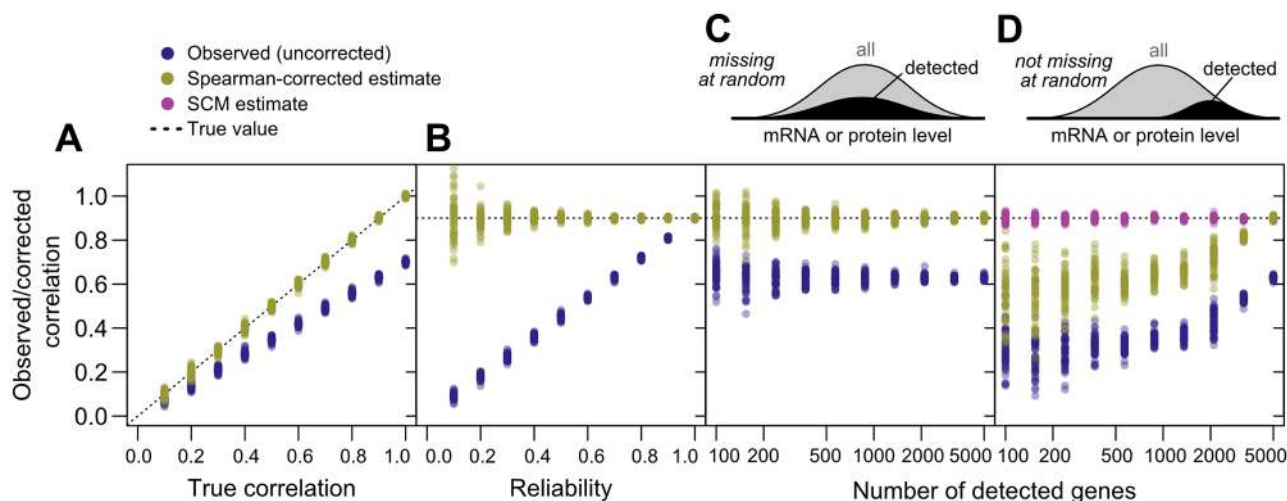 Observed (uncorrected)
Spearman-corrected estimate
SCM estimate
True value
C
missing
at random
all
detected
mRNA or protein level
D
not missing
at random
all
detected
mRNA or protein level
A
B
Observed/corrected
correlation
1.0
0.8
0.6
0.4
0.2
0.0
0.0 0.2 0.4 0.6 0.8 1.0
True correlation
0.0 0.2 0.4 0.6 0.8 1.0
Reliability
100 200 500 1000 2000 5000
100 200 500 1000 2000 5000
Number of detected genes